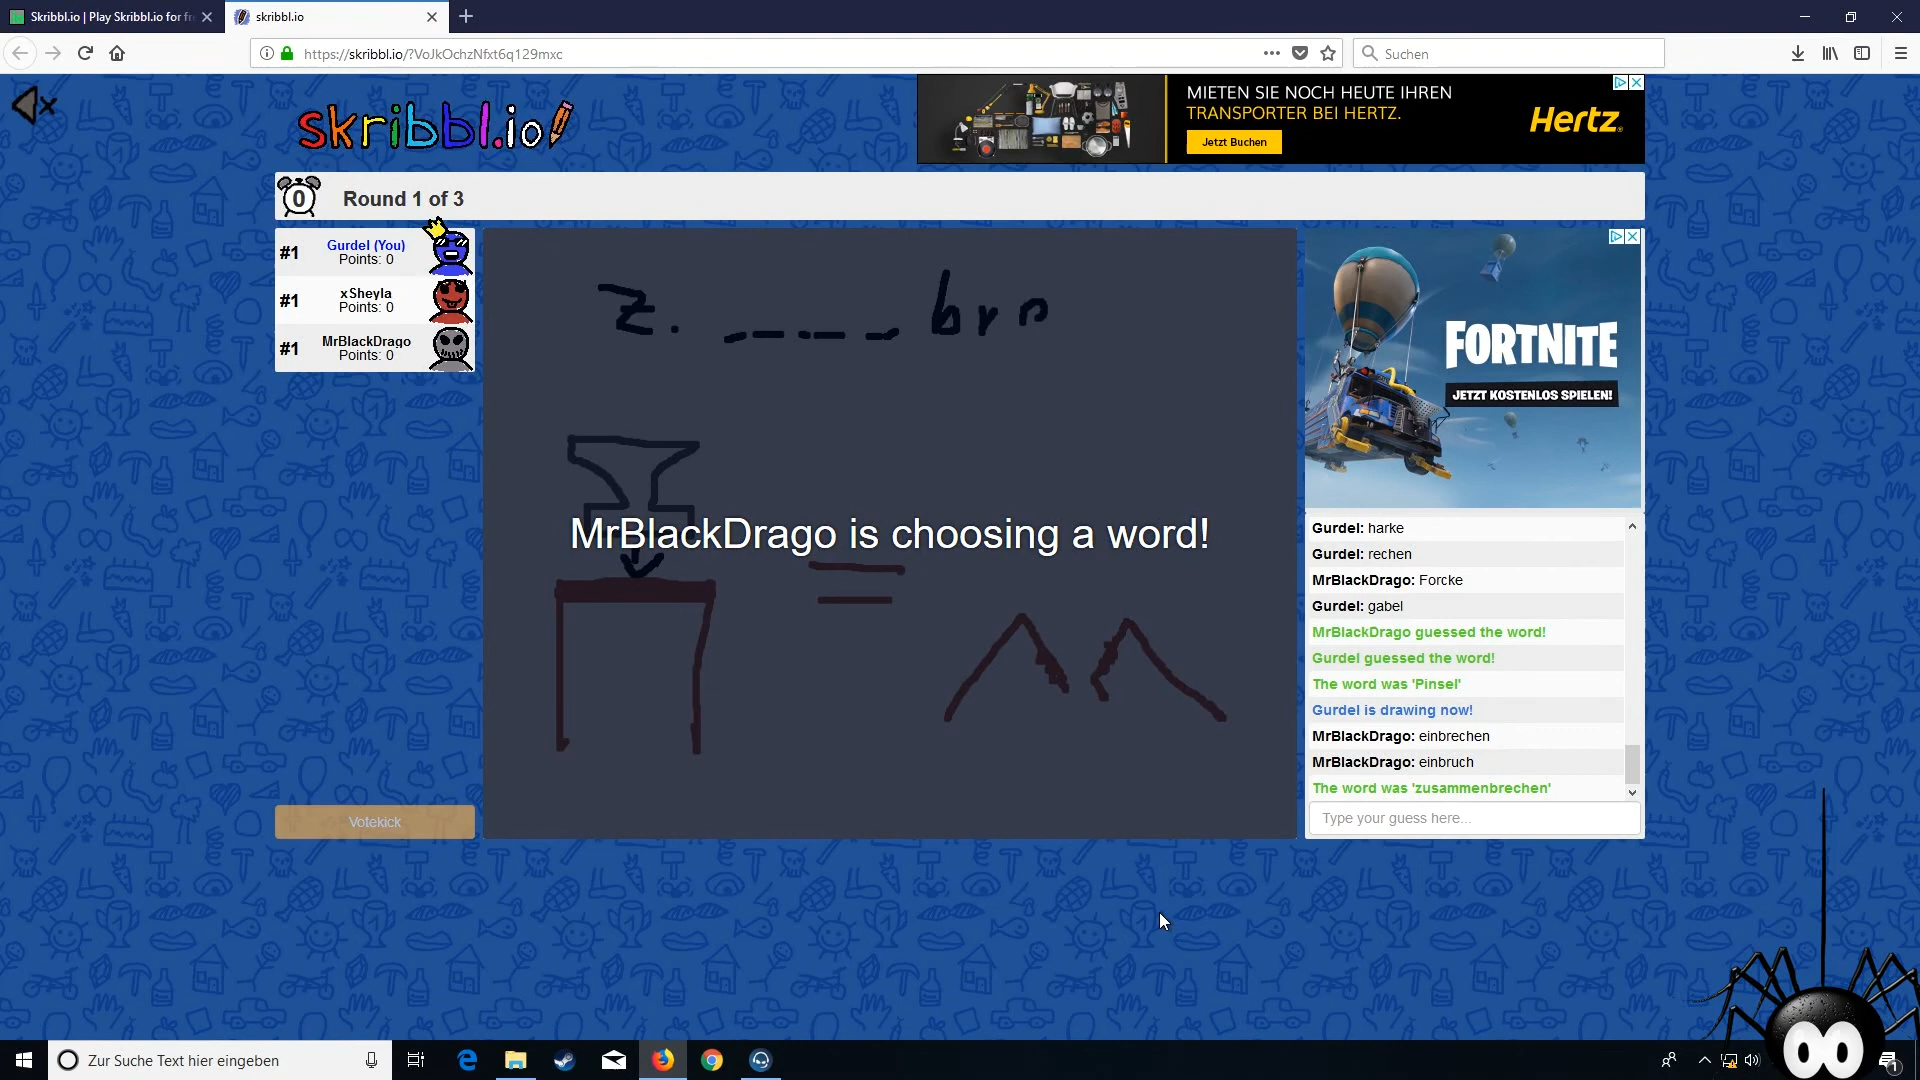 Skribbl.io | Play Skribbl.io for fr
skribbl.io
https://skribbl.io/?VoJkOchzNfxt6q129mxc
Suchen
skribbl.io
MIETEN SIE NOCH HEUTE IHREN
TRANSPORTER BEI HERTZ.
Jetzt Buchen
Hertz.
0
Round 1 of 3
#1
Gurdel (You)
Points: 0
#1
xSheyla
Points: 0
#1
MrBlackDrago
Points: 0
Votekick
z. _ _ _ brn
MrBlackDrago is choosing a word!
FORTNITE
JETZT KOSTENLOS SPIELEN!
Gurdel: harke
Gurdel: rechen
MrBlackDrago: Forcke
Gurdel: gabel
MrBlackDrago guessed the word!
Gurdel guessed the word!
The word was 'Pinsel'
Gurdel is drawing now!
MrBlackDrago: einbrechen
MrBlackDrago: einbruch
The word was 'zusammenbrechen'
Type your guess here...
Zur Suche Text hier eingeben
1